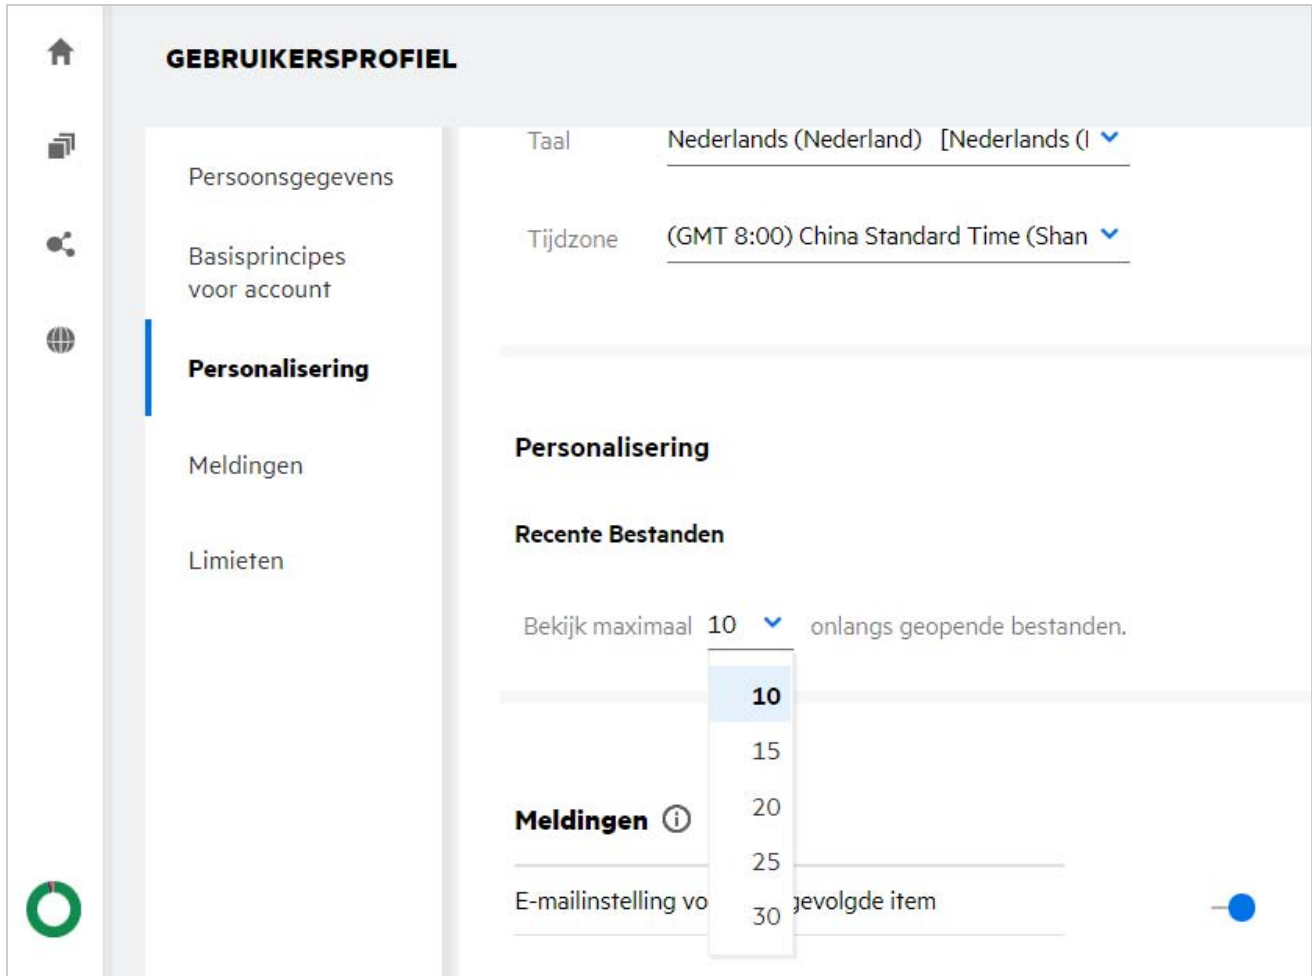 GEBRUIKERSPROFIEL
Persoonsgegevens
Basisprincipes
voor account
Personalisering
Meldingen
Limieten
Taal Nederlands (Nederland) [Nederlands (
Tijdzone (GMT 8:00) China Standard Time (Shan
Personalisering
Recente Bestanden
Bekijk maximaal 10 onlangs geopende bestanden.
10
15
20
25
30
Meldingen
E-mailinstelling gevolgde item